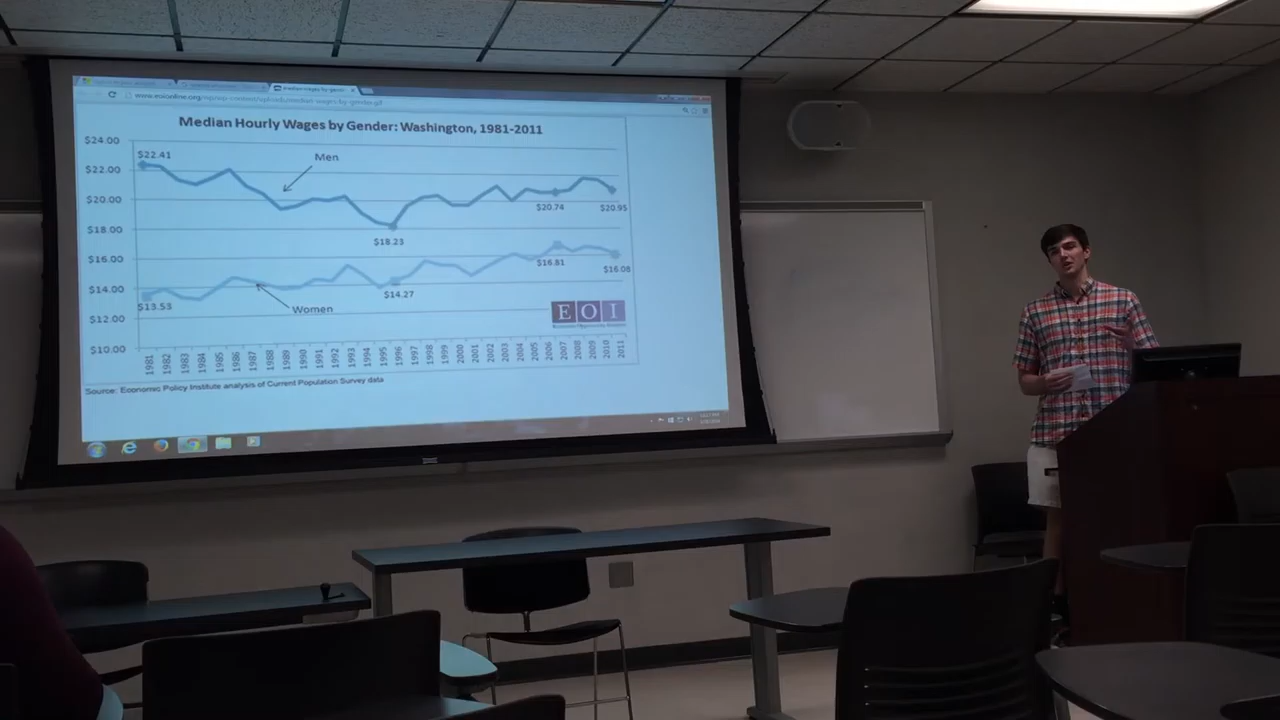 Median Hourly Wages by Gender: Washington, 1981-2011
$24.00
$22.00
$20.00
$18.00
$16.00
$14.00
$12.00
$10.00
$22.41
Men
$18.23
$20.74
$20.95
$13.53
Women
$14.27
$16.81
$16.08
EOI
1981 1982 1983 1984 1985 1986 1987 1988 1989 1990 1991 1992 1993 1994 1995 1996 1997 1998 1999 2000 2001 2002 2003 2004 2005 2006 2007 2008 2009 2010 2011
Source: Economic Policy Institute analysis of Current Population Survey data